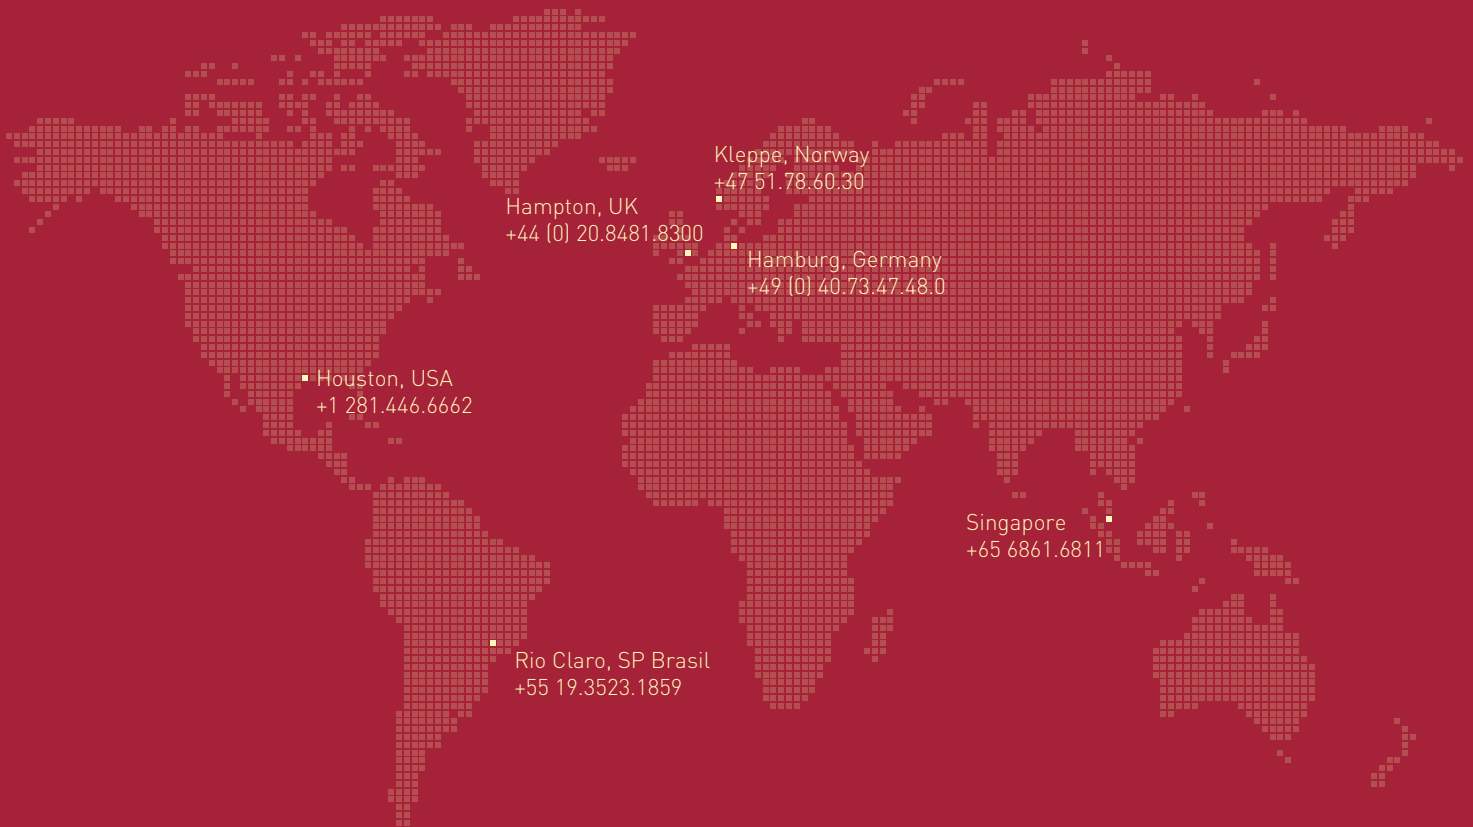 Kleppe, Norway
+47 51.78.60.30
Hampton, UK
+44 (0) 20.8481.8300
Hamburg, Germany
+49 (0) 40.73.47.48.0
Houston, USA
+1 281.446.6662
Singapore
+65 6861.6811
Rio Claro, SP Brasil
+55 19.3523.1859